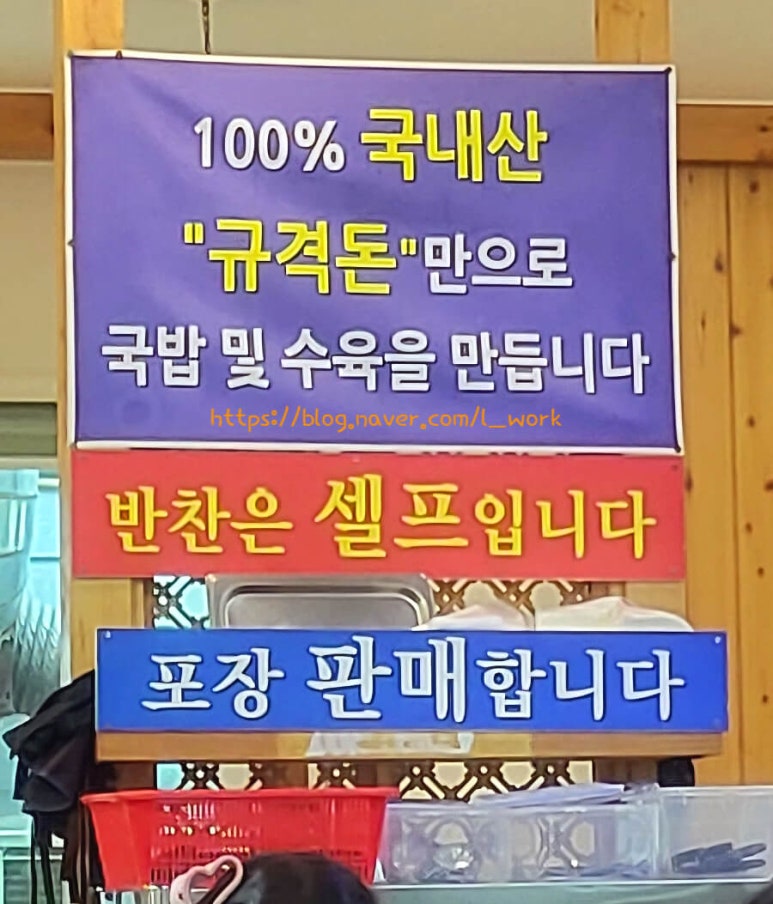 100% 국내산
"규격돈"만으로
국밥 및 수육을 만듭니다
https://blog.naver.com/l_work
반찬은 셀프입니다
포장 판매합니다